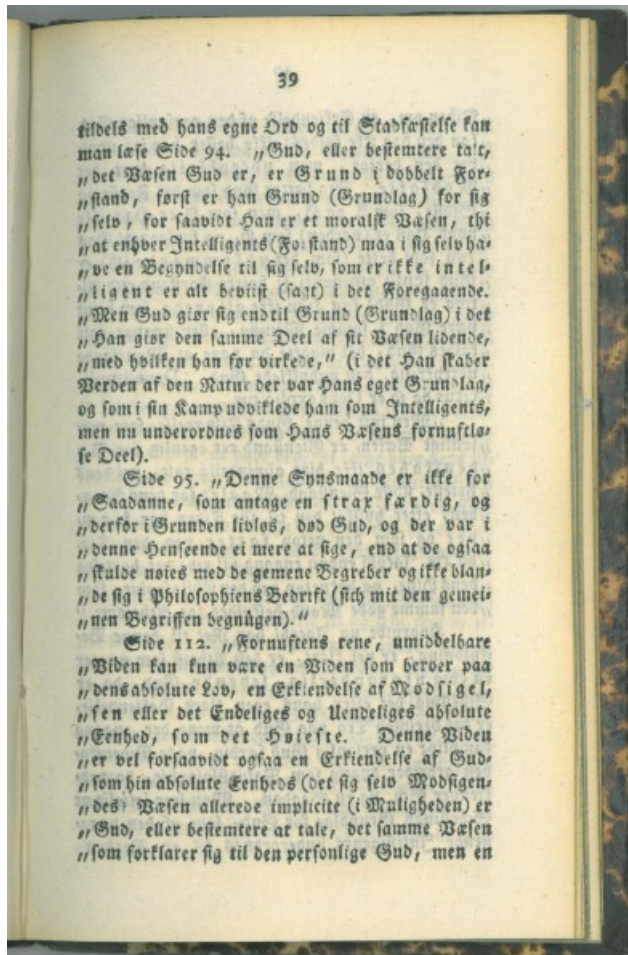 39
tildels med hans egne Ord og til Stadfæstelse kan
man læse Side 94. „Gud, eller bestemtere talt,
„det Væsen Gud er, er Grund i dobbelt For-
„stand, først er han Grund (Grundlag) for sig
„selv, for saavidt Han er et moralsk Væsen, thi
„at enhver Intelligents (Forstand) maa i sig selv ha-
„ve en Begyndelse til sig selv, som er ikke intel-
„ligent er alt beviist (sagt) i det Foregaaende.
„Men Gud giør sig endtil Grund (Grundlag) i det
„Han giør den samme Deel af sit Væsen lidende,
„med hvilken han før virkede,“ (i det Han skaber
Verden af den Natur der var Hans eget Grundlag,
og som i sin Kamp udviklede ham som Intelligents,
men nu underordnes som Hans Væsens fornuftlø-
se Deel).
Side 95. „Denne Synsmaade er ikke for
„Saadanne, som antage en strax færdig, og
„derfor i Grunden livløs, død Gud, og der var i
„denne Henseende ei mere at sige, end at de ogsaa
„skulde nøies med de gemene Begreber og ikke blan-
„de sig i Philosophiens Bedrift (sich mit den gemei-
„nen Begriffen begnügen).“
Side 112. „Fornuftens rene, umiddelbare
„Viden kan kun være en Viden som beroer paa
„dens absolute Lov, en Erkiendelse af Modsigel,
„sen eller det Endeliges og Uendeliges absolute
„Eenhed, som det Høieste. Denne Viden
„er vel forsaavidt ogsaa en Erkiendelse af Gud-
„som hin absolute Eenheds (det sig selv Modsigen-
„des) Væsen allerede implicite (i Muligheden) er
„Gud, eller bestemtere at tale, det samme Væsen
„som forklarer sig til den personlige Gud, men en